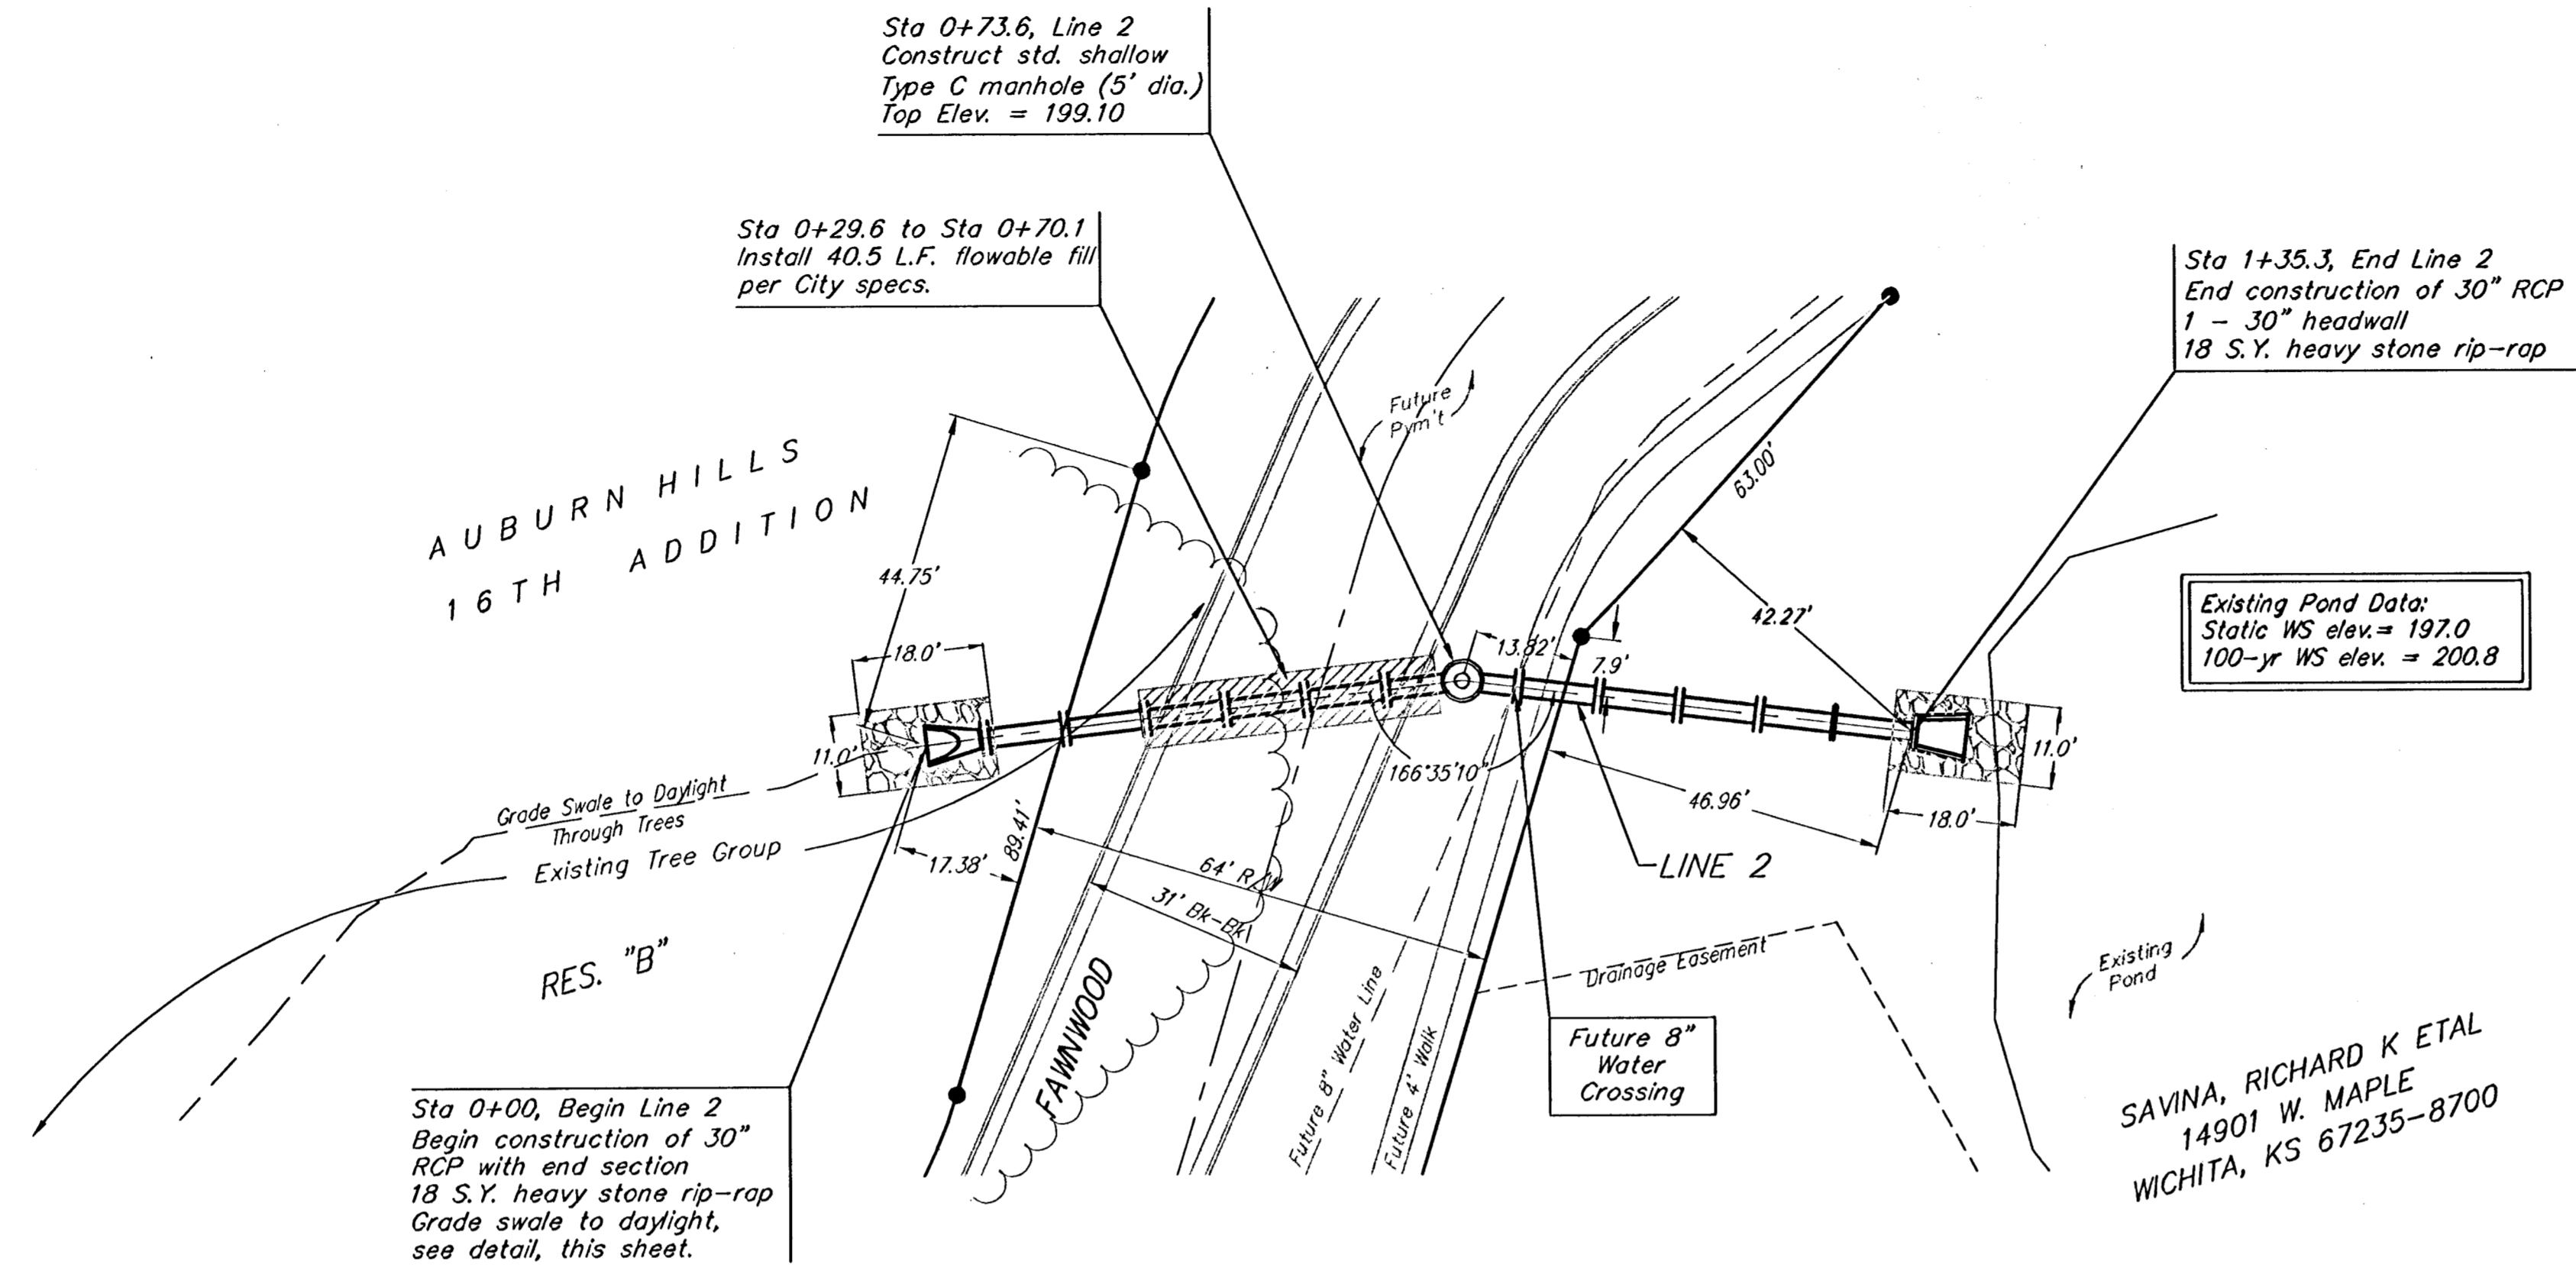 Sta 0+73.6, Line 2
Construct std. shallow
Type C manhole (5' dia.)
Top Elev. = 199.10
Sta 0+29.6 to Sta 0+70.1
Install 40.5 L.F. flowable fill
per City specs.
Sta 1+35.3, End Line 2
End construction of 30" RCP
1 - 30" headwall
18 S.Y. heavy stone rip-rap
Future
Pvm't
AUBURN HILLS
16TH ADDITION
63.00'
44.75'
42.27'
Existing Pond Data:
Static WS elev.= 197.0
100-yr WS elev. = 200.8
18.0'
13.82'
7.9'
11.0'
11.0'
166°35'10"
46.96'
18.0'
Grade Swale to Daylight
Through Trees
Existing Tree Group
17.38'
89.41'
64' R/W
31' Bk-Bk
LINE 2
RES. "B"
FAWNWOOD
Future 8" Water Line
Future 4' Walk
Drainage Easement
Existing
Pond
Future 8"
Water
Crossing
SAVINA, RICHARD K ETAL
14901 W. MAPLE
WICHITA, KS 67235-8700
Sta 0+00, Begin Line 2
Begin construction of 30"
RCP with end section
18 S.Y. heavy stone rip-rap
Grade swale to daylight,
see detail, this sheet.